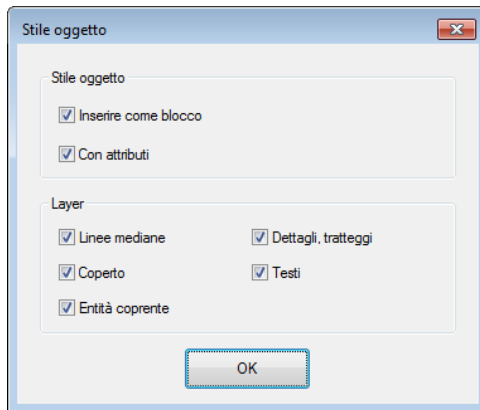 Stile oggetto
Stile oggetto
Inserire come blocco
Con attributi
Layer
Linee mediane
Dettagli, tratteggi
Coperto
Testi
Entità coprente
OK